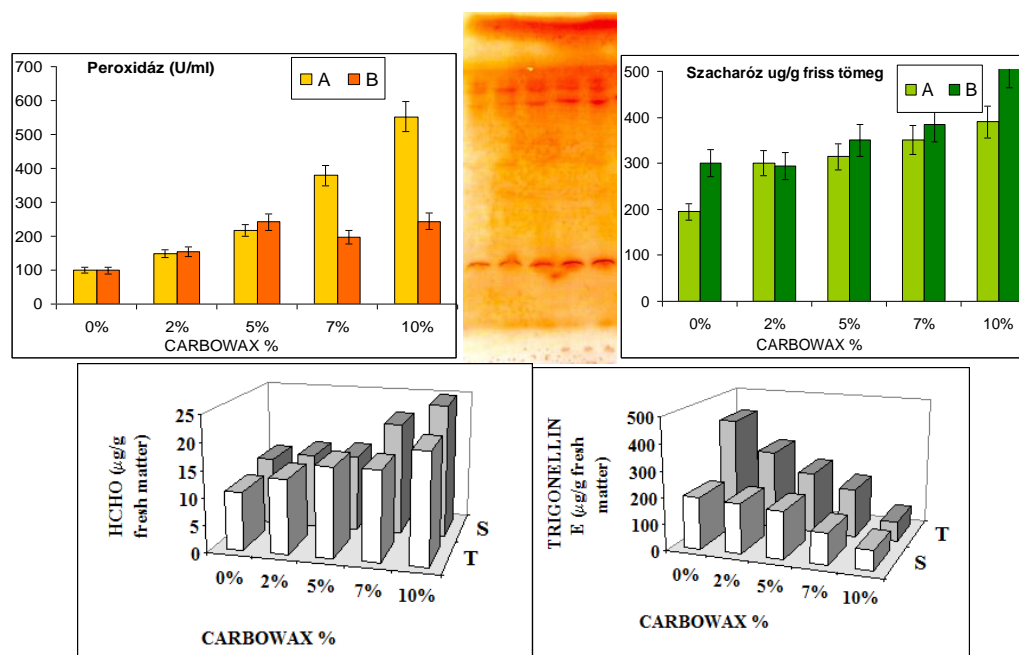 Peroxidáz (U/ml)
A B
700
600
500
400
300
200
100
0
0% 2% 5% 7% 10%
CARBOWAX %
Szacharóz ug/g friss tömeg
A B
500
400
300
200
100
0
0% 2% 5% 7% 10%
CARBOWAX %
HCHO (µg/g
fresh matter)
25
20
15
10
5
0
0% 2% 5% 7% 10%
S
T
CARBOWAX %
TRIGONELLIN
E (µg/g fresh
matter)
500
400
300
200
100
0
0% 2% 5% 7% 10%
T
S
CARBOWAX %